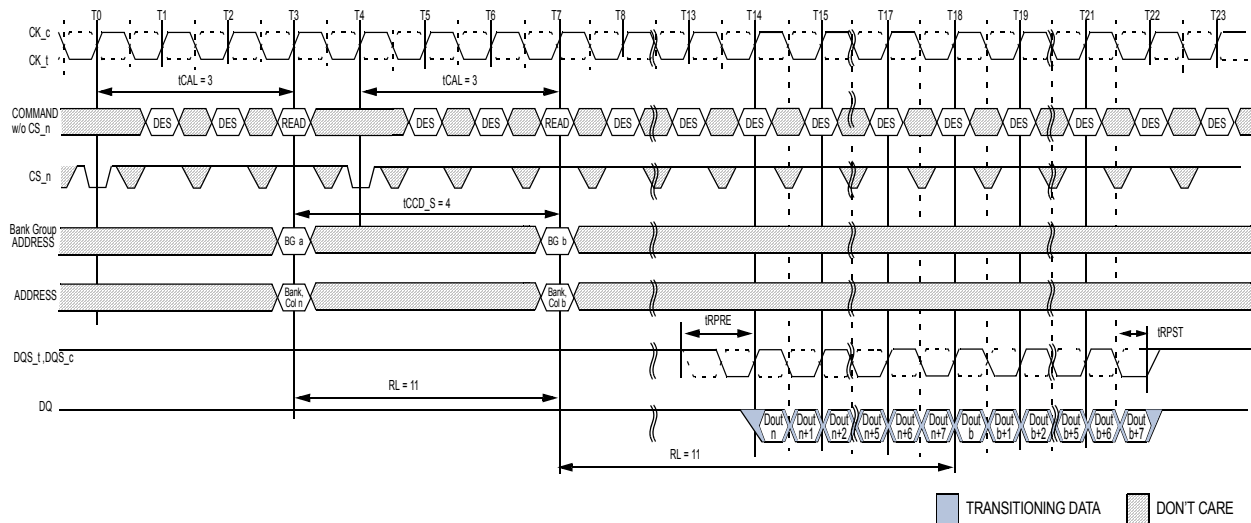 T0 T1 T2 T3 T4 T5 T6 T7 T8 T13 T14 T15 T17 T18 T19 T21 T22 T23
CK_c
CK_t
tCAL = 3 tCAL = 3
COMMAND
w/o CS_n
DES DES READ DES DES READ DES DES DES DES DES DES DES DES DES DES
CS_n
tCCD_S = 4
Bank Group
ADDRESS
BG a BG b
ADDRESS
Bank, Bank,
Col n Col b
tRPRE tRPST
DQS_t ,DQS_c
RL = 11
DQ
Dout Dout Dout Dout Dout Dout Dout Dout Dout Dout Dout Dout
n n+1 n+2 n+5 n+6 n+7 b b+1 b+2 b+5 b+6 b+7
RL = 11
TRANSITIONING DATA DON'T CARE